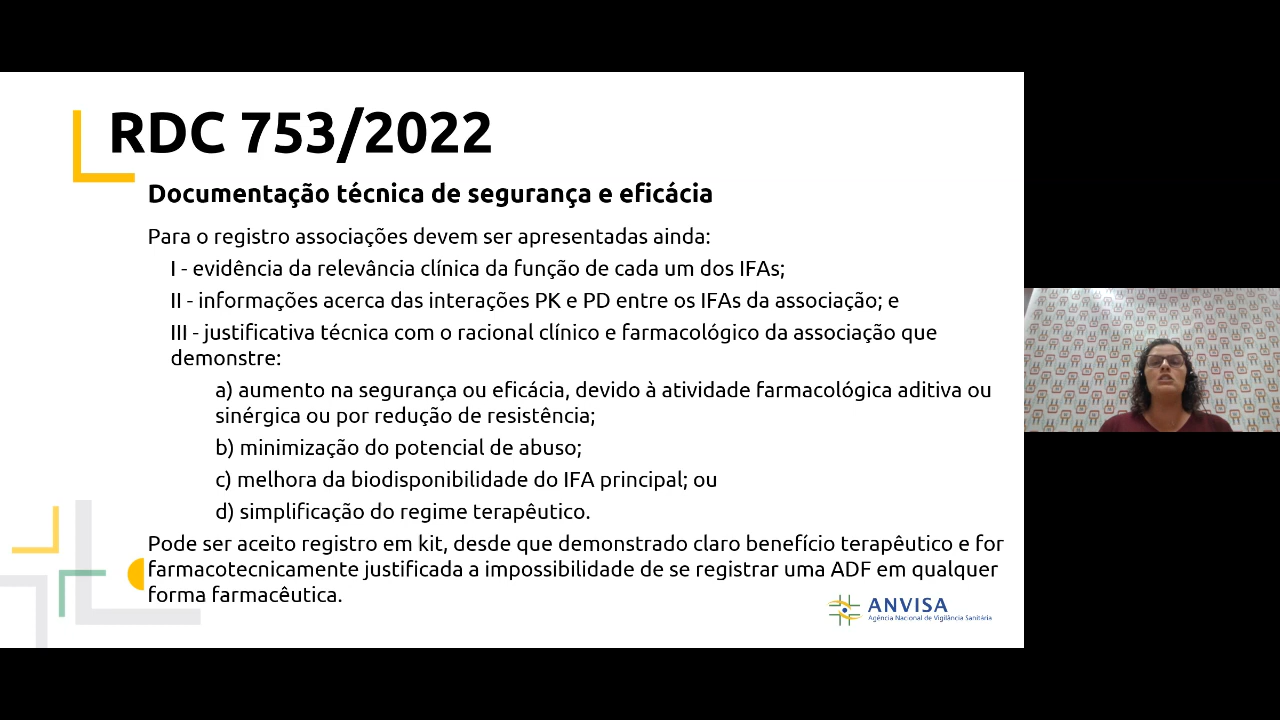 RDC 753/2022
Documentação técnica de segurança e eficácia
Para o registro associações devem ser apresentadas ainda:
I - evidência da relevância clínica da função de cada um dos IFAs;
II - informações acerca das interações PK e PD entre os IFAs da associação; e
III - justificativa técnica com o racional clínico e farmacológico da associação que
demonstre:
a) aumento na segurança ou eficácia, devido à atividade farmacológica aditiva ou
sinérgica ou por redução de resistência;
b) minimização do potencial de abuso;
c) melhora da biodisponibilidade do IFA principal; ou
d) simplificação do regime terapêutico.
Pode ser aceito registro em kit, desde que demonstrado claro benefício terapêutico e for
farmacotecnicamente justificada a impossibilidade de se registrar uma ADF em qualquer
forma farmacêutica.
ANVISA
Agência Nacional de Vigilância Sanitária